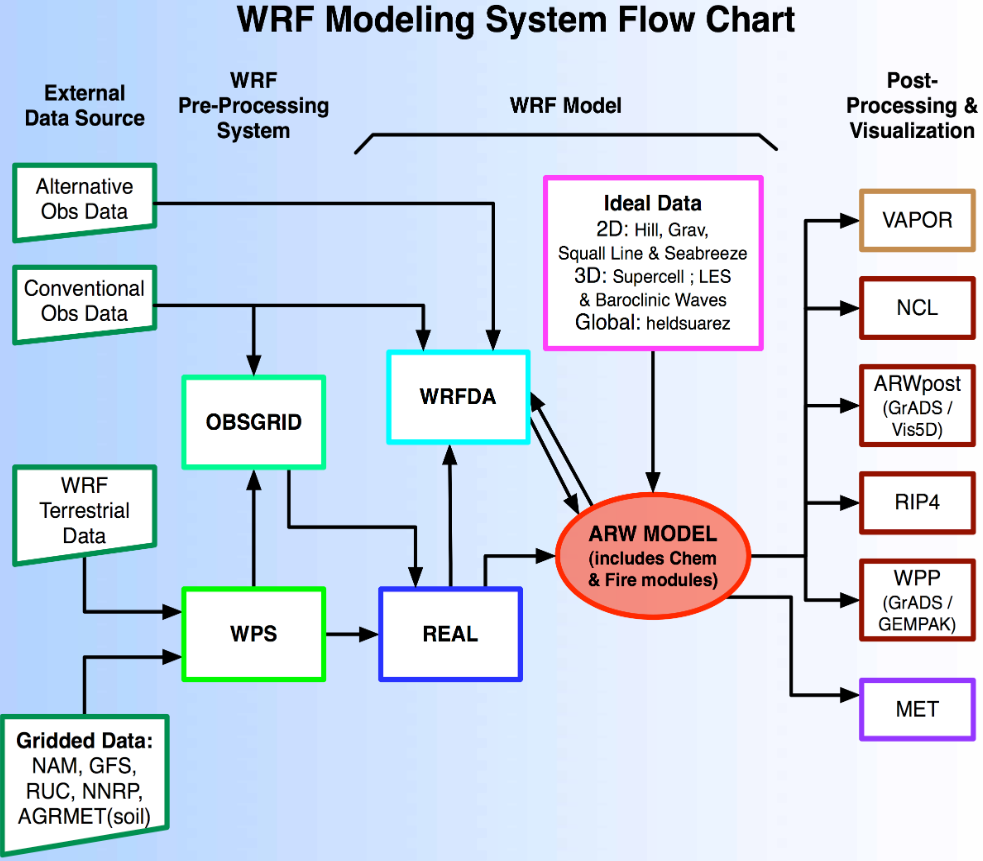 WRF Modeling System Flow Chart
External
Data Source
WRF
Pre-Processing
System
WRF Model
Post-
Processing &
Visualization
Alternative
Obs Data
Conventional
Obs Data
WRF
Terrestrial
Data
Gridded Data:
NAM, GFS,
RUC, NNRP,
AGRMET(soil)
OBSGRID
WPS
WRFDA
REAL
Ideal Data
2D: Hill, Grav,
Squall Line & Seabreeze
3D: Supercell ; LES
& Baroclinic Waves
Global: heldsuarez
ARW MODEL
(includes Chem
& Fire modules)
VAPOR
NCL
ARWpost
(GrADS /
Vis5D)
RIP4
WPP
(GrADS /
GEMPAK)
MET